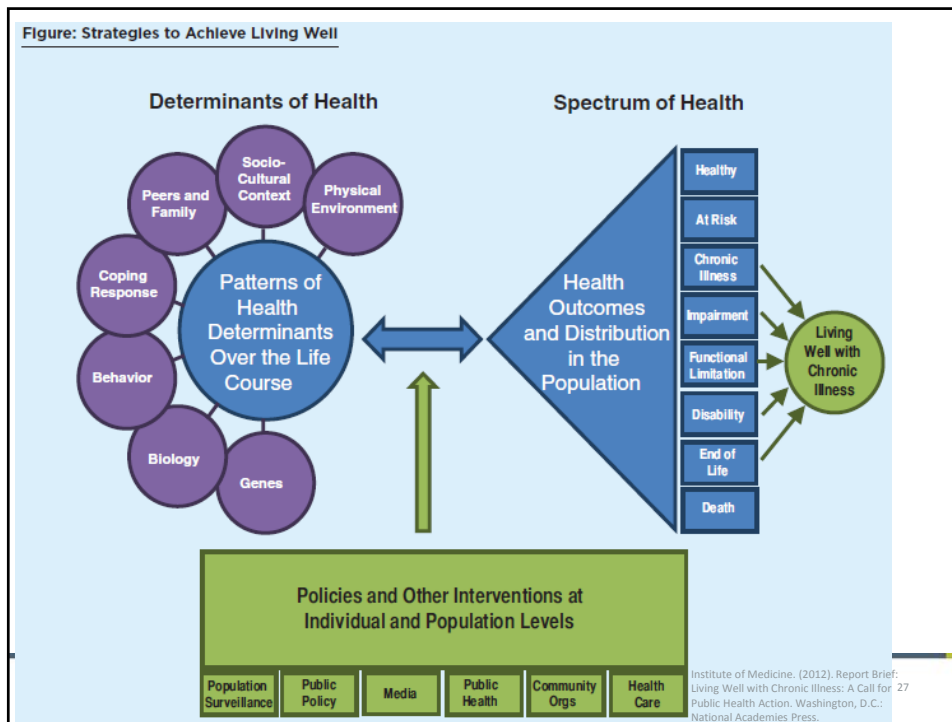 Figure: Strategies to Achieve Living Well
Determinants of Health
Spectrum of Health
Socio-
Cultural
Context
Physical
Environment
Peers and
Family
Coping
Response
Behavior
Biology
Genes
Patterns of
Health
Determinants
Over the Life
Course
Health
Outcomes
and Distribution
in the
Population
Healthy
At Risk
Chronic
Illness
Impairment
Functional
Limitation
Disability
End of
Life
Death
Living
Well with
Chronic
Illness
Policies and Other Interventions at
Individual and Population Levels
Population
Surveillance
Public
Policy
Media
Public
Health
Community
Orgs
Health
Care
Institute of Medicine. (2012). Report Brief:
Living Well with Chronic Illness: A Call for
Public Health Action. Washington, D.C.:
National Academies Press.
27